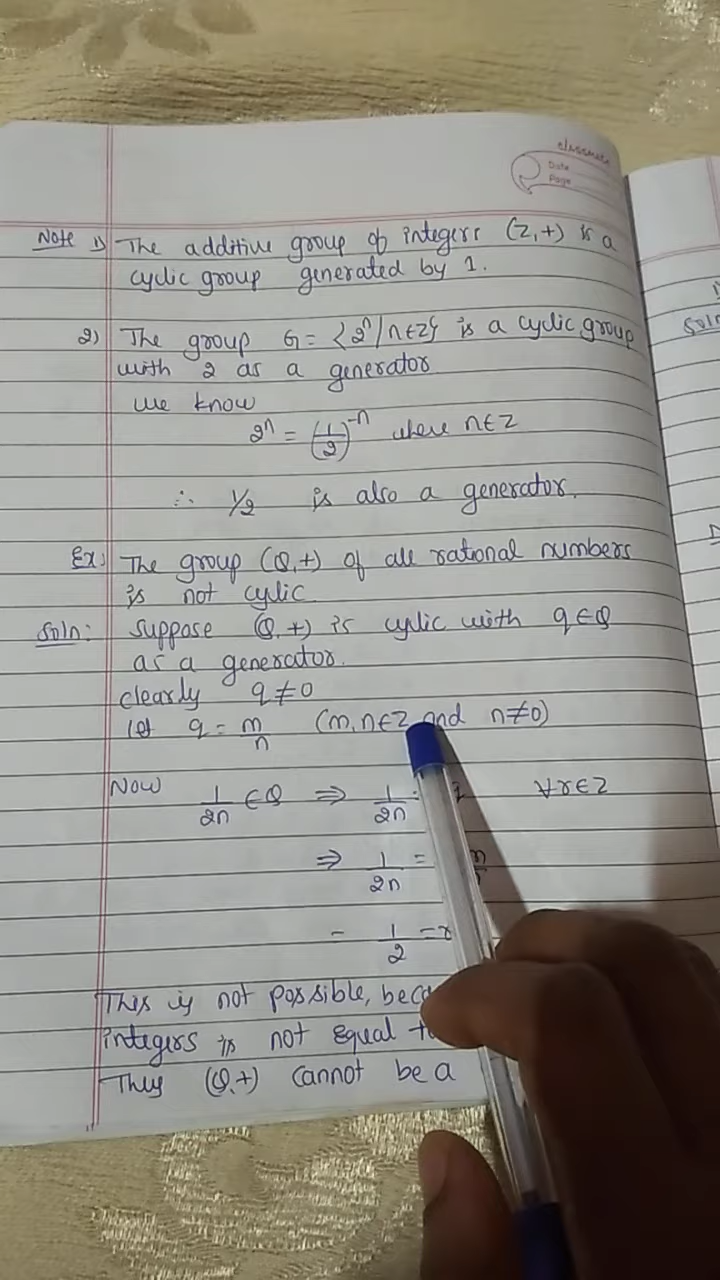 classmate
Date
Page
Note 1) The additive group of integers (Z,+) is a
cyclic group generated by 1.
2) The group G = {2ⁿ/n∈Z} is a cyclic group
with 2 as a generator
we know
2ⁿ = (1/2)⁻ⁿ where n∈Z
∴ 1/2 is also a generator.
Ex: The group (Q,+) of all rational numbers
is not cylic
Soln: Suppose (Q,+) is cyclic with q∈Q
as a generator.
clearly q≠0
let q = m/n (m,n∈Z and n≠0)
Now 1/2n ∈Q ⇒ 1/2n = ∀r∈Z
⇒ 1/2n =
= 1/2 = r
This is not possible,
integers is not equal
Thus (Q,+) cannot be a
Soln